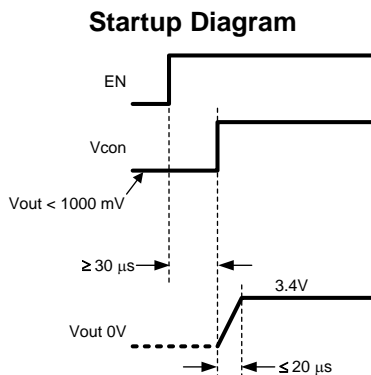 Startup Diagram
EN
Vcon
Vout < 1000 mV
≥ 30 µs
3.4V
Vout 0V
≤ 20 µs